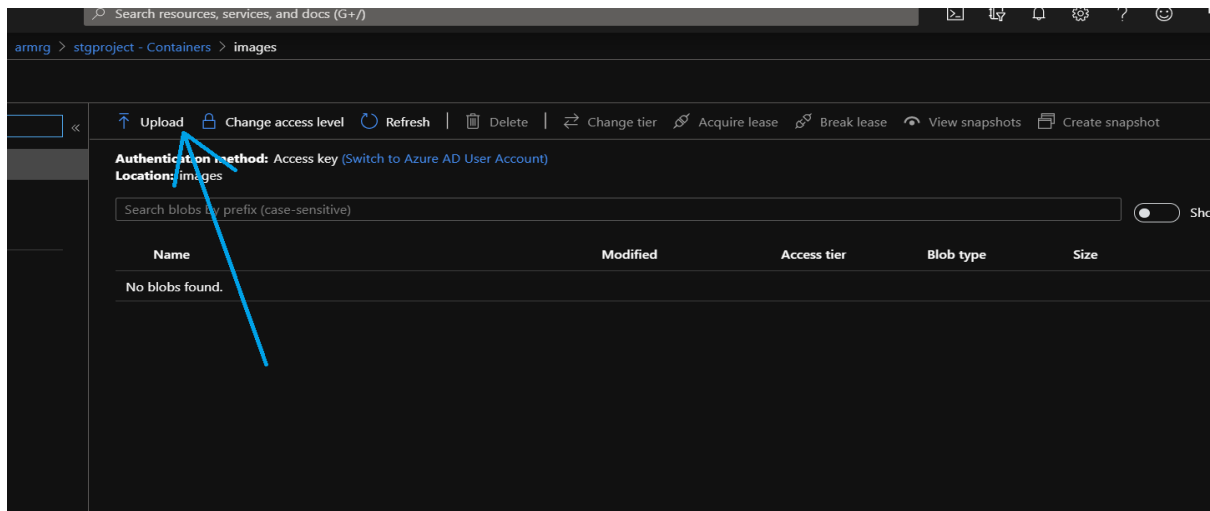 Search resources, services, and docs (G+/)
armrg > stgproject - Containers > images
Upload Change access level Refresh Delete Change tier Acquire lease Break lease View snapshots Create snapshot
Authentication method: Access key (Switch to Azure AD User Account)
Location: images
Search blobs by prefix (case-sensitive)
Name Modified Access tier Blob type Size
No blobs found.